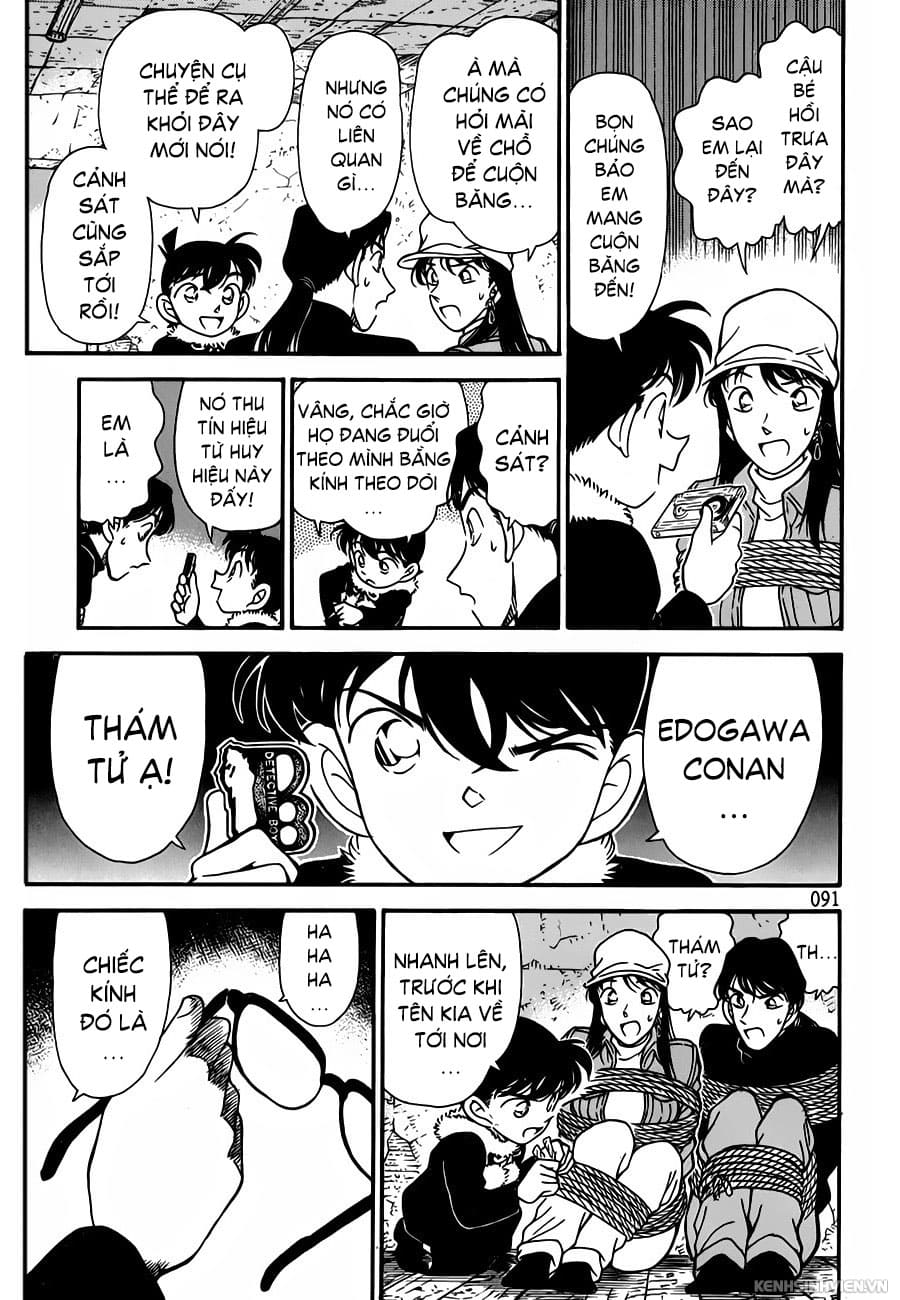 CẬU
BÉ
HỒI
TRƯA
ĐÂY
MÀ?
SAO
EM LẠI
ĐẾN
ĐÂY?
BỌN
CHÚNG
BẢO
EM
MANG
CUỘN
BĂNG
ĐẾN!
À MÀ
CHÚNG CÓ
HỎI MÃI
VỀ CHỖ
ĐỂ CUỘN
BĂNG...
NHƯNG
NÓ CÓ
LIÊN
QUAN
GÌ...
CHUYỆN CỤ
THỂ ĐỂ RA
KHỎI ĐÂY
MỚI NÓI!
CẢNH
SÁT
CŨNG
SẮP
TỚI
RỒI!
CẢNH
SÁT?
VÂNG, CHẮC GIỜ
HỌ ĐANG ĐUỔI
THEO MÌNH BẰNG
KÍNH THEO DÕI
...
NÓ THU
TÍN HIỆU
TỪ HUY
HIỆU NÀY
ĐẤY!
EM
LÀ
...
EDOGAWA
CONAN
...
THÁM
TỬ Ạ!
DETECTIVE BOY
091
TH...
THÁM
TỬ?
NHANH LÊN,
TRƯỚC KHI
TÊN KIA VỀ
TỚI NƠI
...
HA
HA
HA
...
CHIẾC
KÍNH
ĐÓ LÀ
...
KENHSINHVIEN.VN